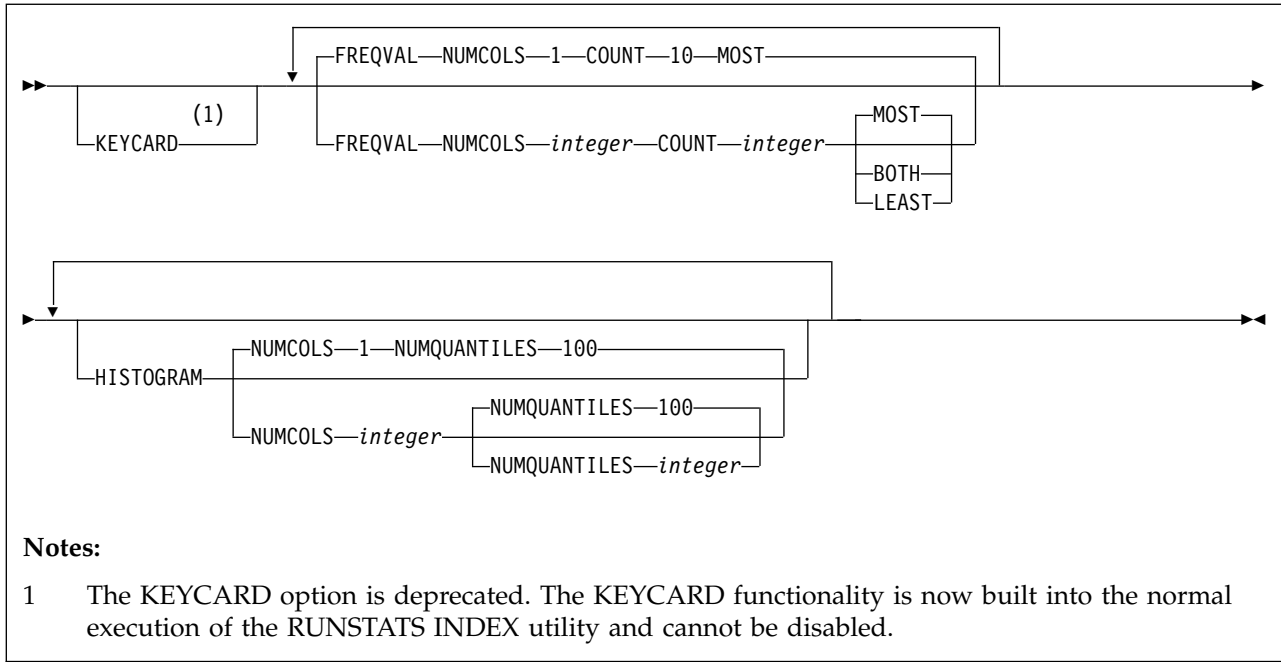 FREQVAL NUMCOLS 1 COUNT 10 MOST
(1)
KEYCARD
MOST
FREQVAL NUMCOLS integer COUNT integer
BOTH
LEAST
NUMCOLS 1 NUMQUANTILES 100
HISTOGRAM
NUMQUANTILES 100
NUMCOLS integer
NUMQUANTILES integer
Notes:
1 The KEYCARD option is deprecated. The KEYCARD functionality is now built into the normal
execution of the RUNSTATS INDEX utility and cannot be disabled.